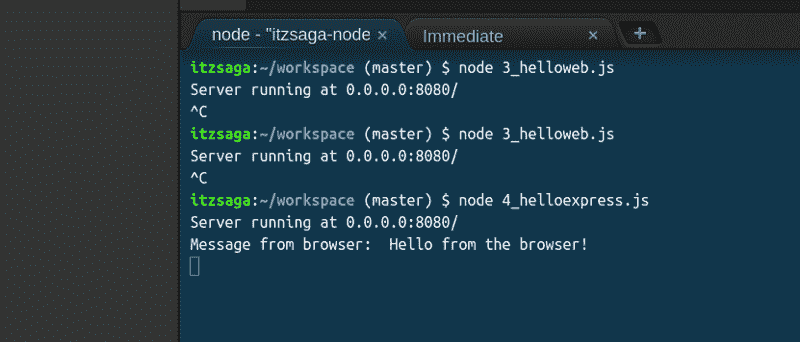 node - "itzsaga-node × Immediate × +
itzsaga:~/workspace (master) $ node 3_helloweb.js
Server running at 0.0.0.0:8080/
^C
itzsaga:~/workspace (master) $ node 3_helloweb.js
Server running at 0.0.0.0:8080/
^C
itzsaga:~/workspace (master) $ node 4_helloexpress.js
Server running at 0.0.0.0:8080/
Message from browser:  Hello from the browser!